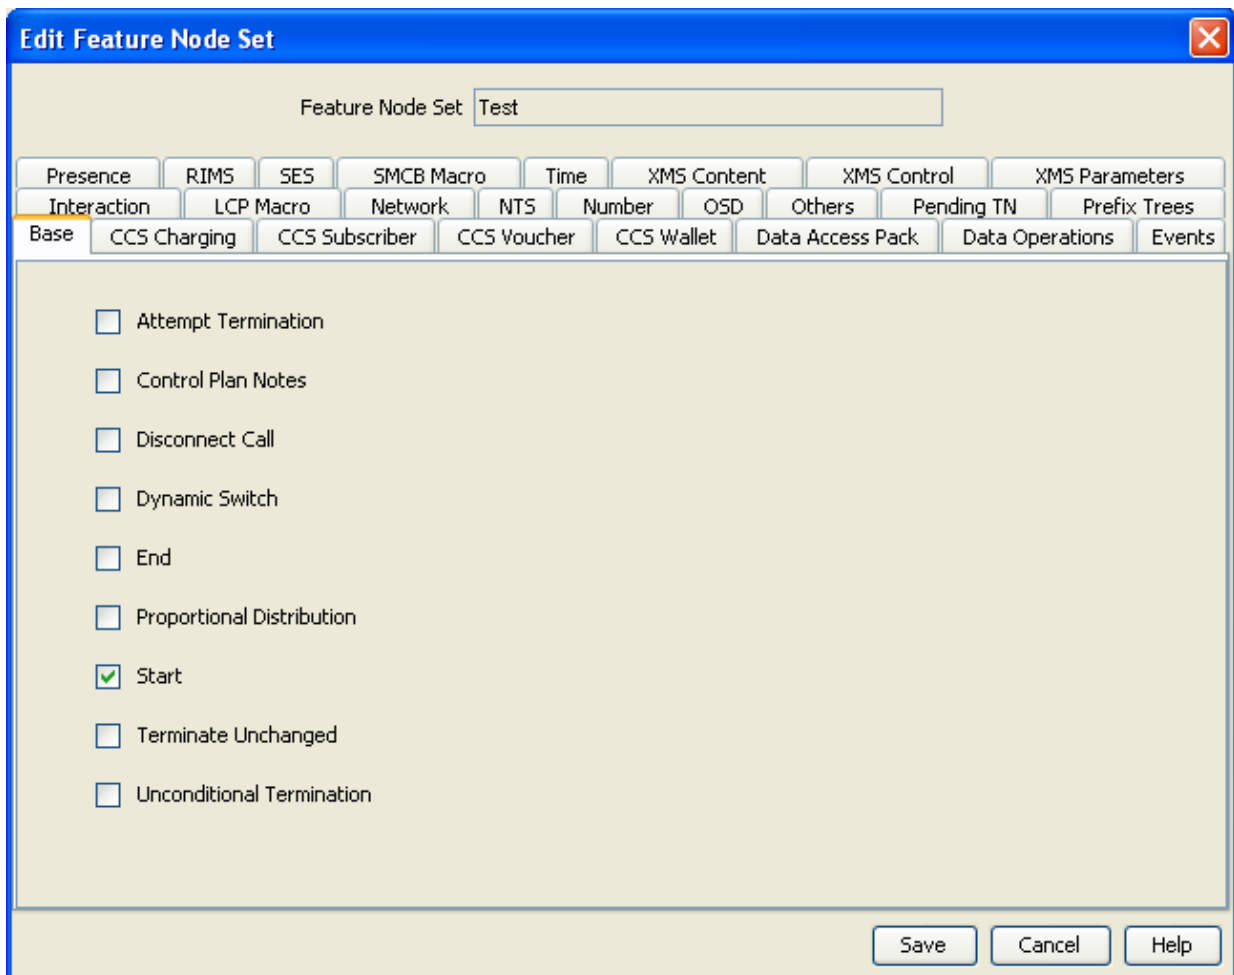 Edit Feature Node Set
Feature Node Set Test
Presence RIMS SES SMCB Macro Time XMS Content XMS Control XMS Parameters
Interaction LCP Macro Network NTS Number OSD Others Pending TN Prefix Trees
Base CCS Charging CCS Subscriber CCS Voucher CCS Wallet Data Access Pack Data Operations Events
Attempt Termination
Control Plan Notes
Disconnect Call
Dynamic Switch
End
Proportional Distribution
Start
Terminate Unchanged
Unconditional Termination
Save Cancel Help